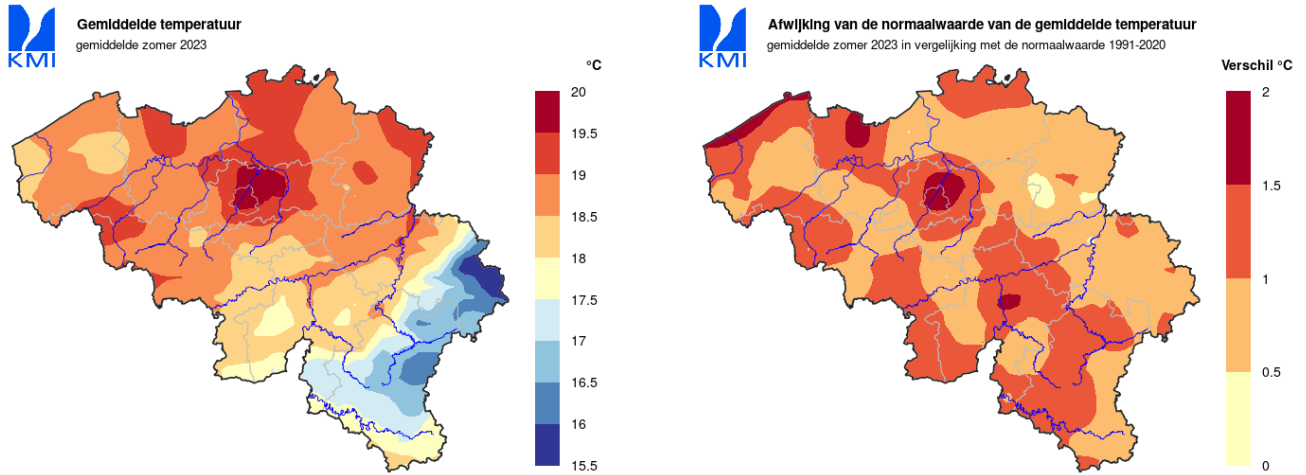 KMI
Gemiddelde temperatuur
gemiddelde zomer 2023
°C
20
19.5
19
18.5
18
17.5
17
16.5
16
15.5
KMI
Afwijking van de normaalwaarde van de gemiddelde temperatuur
gemiddelde zomer 2023 in vergelijking met de normaalwaarde 1991-2020
Verschil °C
2
1.5
1
0.5
0